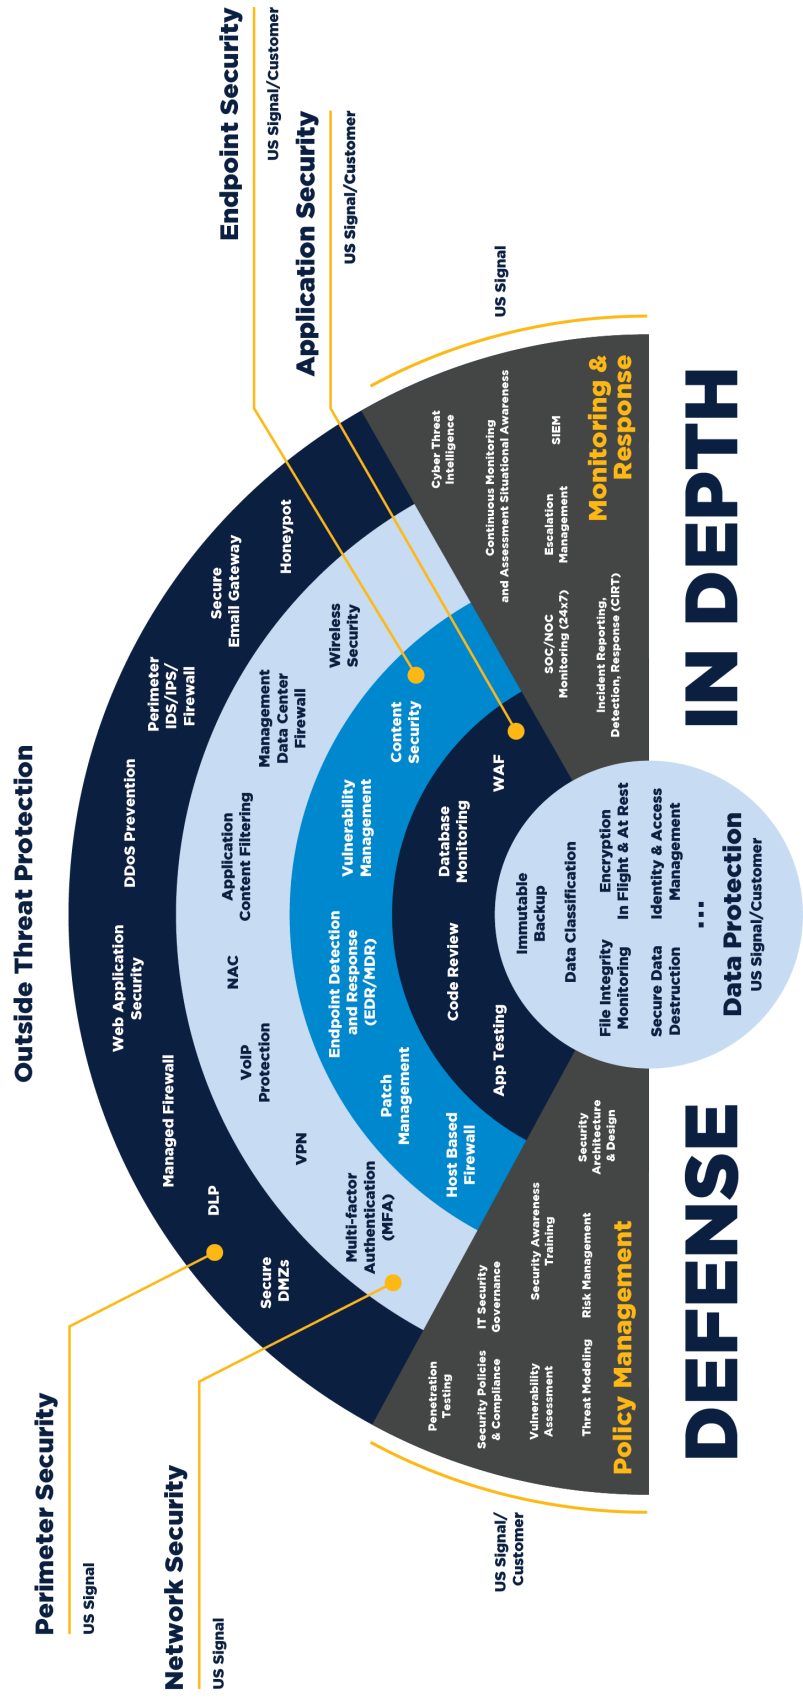 Outside Threat Protection
Perimeter Security
US Signal
Network Security
US Signal
Endpoint Security
US Signal/Customer
Application Security
US Signal/Customer
Secure
DMZs
DLP
Managed Firewall
Web Application
Security
DDoS Prevention
Perimeter
IDS/IPS/
Firewall
Secure
Email Gateway
Honeypot
Multi-factor
Authentication
(MFA)
VPN
VoIP
Protection
NAC
Application
Content Filtering
Management
Data Center
Firewall
Wireless
Security
Host Based
Firewall
Patch
Management
Endpoint Detection
and Response
(EDR/MDR)
Vulnerability
Management
Content
Security
App Testing
Code Review
Database
Monitoring
WAF
Immutable
Backup
Data Classification
File Integrity
Monitoring
Encryption
In Flight & At Rest
Secure Data
Destruction
Identity & Access
Management
...
Data Protection
US Signal/Customer
US Signal/
Customer
Penetration
Testing
Security Policies
& Compliance
IT Security
Governance
Vulnerability
Assessment
Security Awareness
Training
Threat Modeling
Risk Management
Security
Architecture
& Design
Policy Management
US Signal
Cyber Threat
Intelligence
Continuous Monitoring
and Assessment Situational Awareness
SOC/NOC
Monitoring (24x7)
Escalation
Management
SIEM
Incident Reporting,
Detection, Response (CIRT)
Monitoring &
Response
DEFENSE IN DEPTH